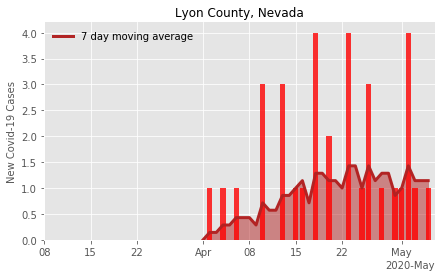 Lyon County, Nevada
7 day moving average
New Covid-19 Cases
4.0
3.5
3.0
2.5
2.0
1.5
1.0
0.5
0.0
08 15 22 Apr 08 15 22 May
2020-May